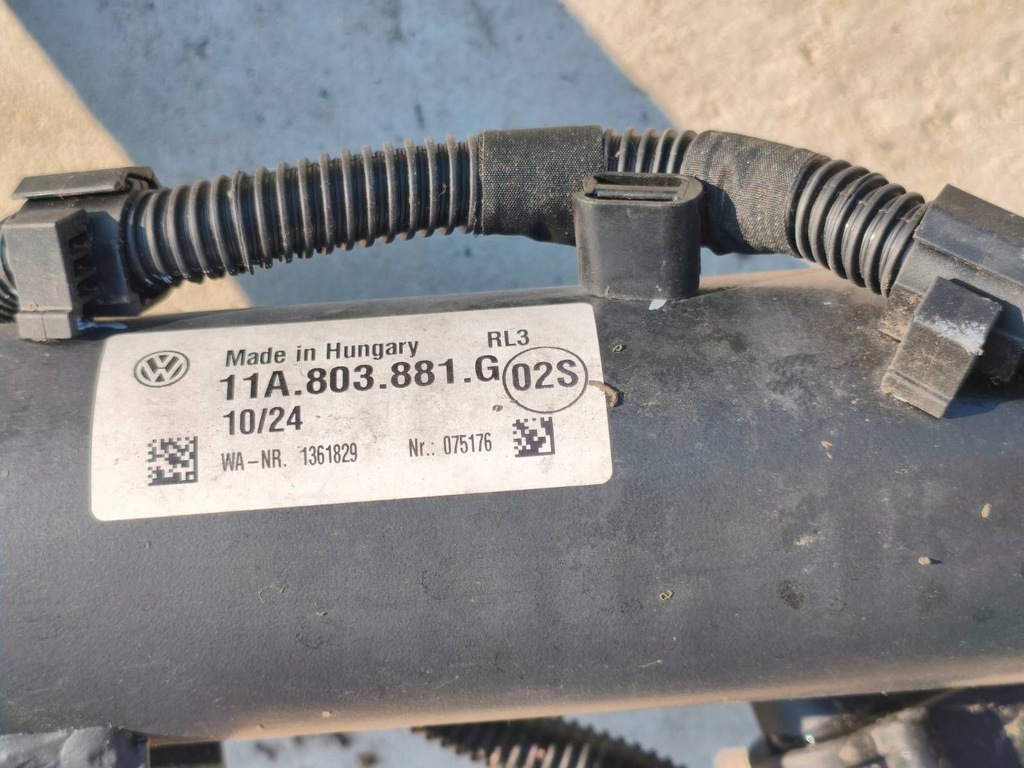 RL3
Made in Hungary
11A.803.881.G 02S
10/24
WA-NR. 1361829 Nr.: 075176